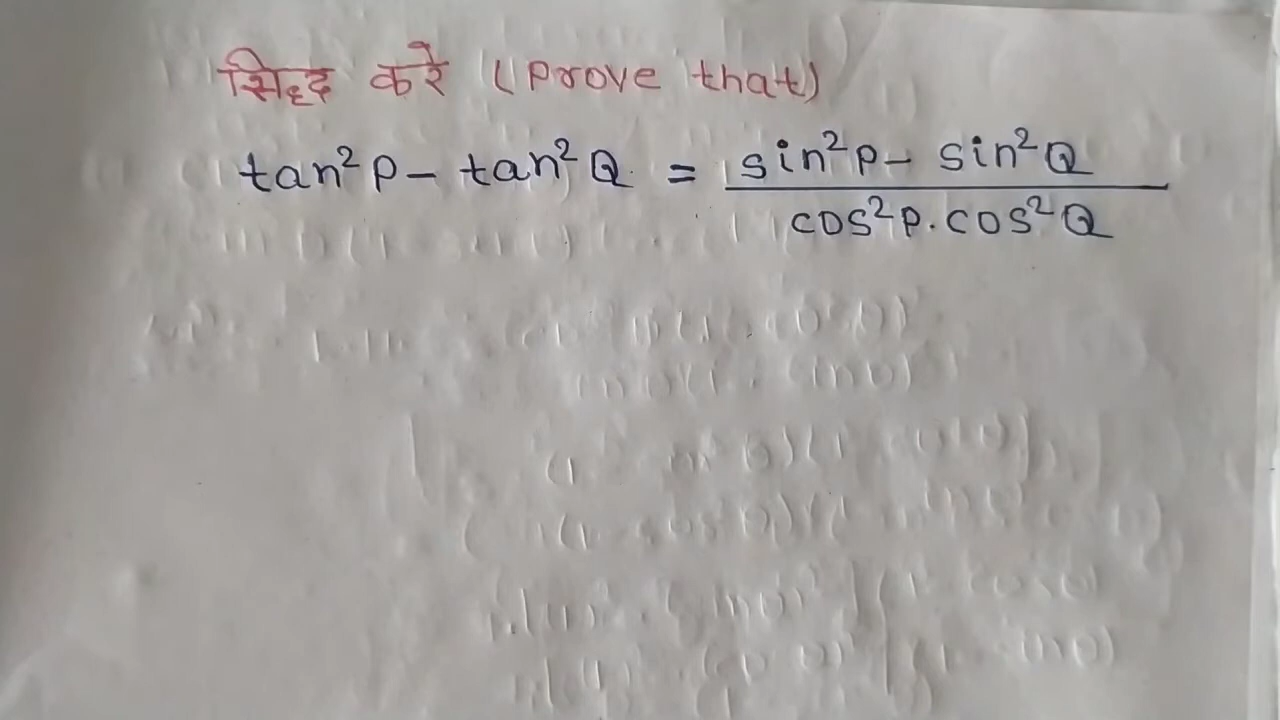 सिद्द करे (Prove that)
tan²P - tan²Q = sin²P - sin²Q / cos²P . cos²Q